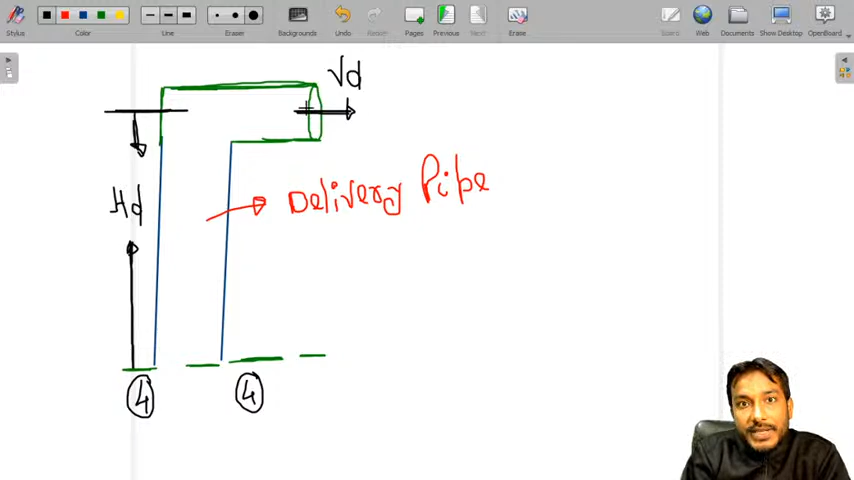 Stylus
Color
Line
Eraser
Backgrounds
Undo
Redo
Pages
Previous
Next
Erase
Board
Web
Documents
Show Desktop
OpenBoard
Vd
Hd
Delivery Pipe
4
4